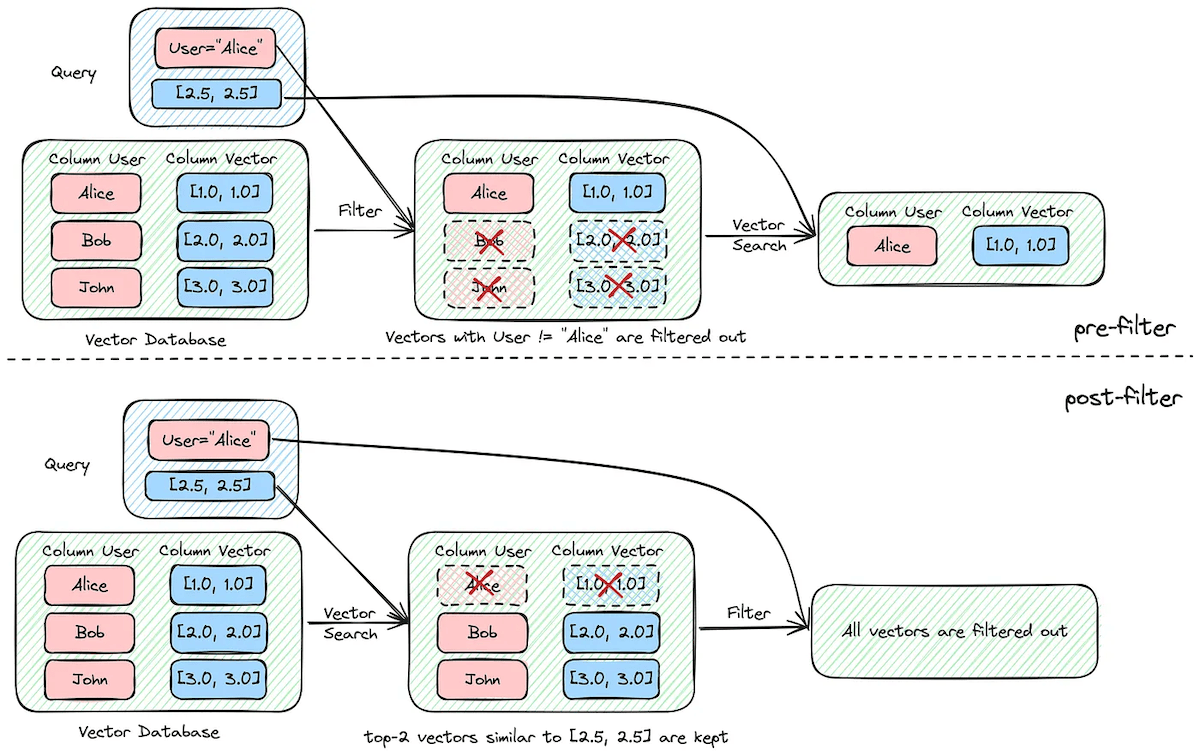 Query
User="Alice"
[2.5, 2.5]
Column User Column Vector
Alice [1.0, 1.0]
Bob [2.0, 2.0]
John [3.0, 3.0]
Vector Database
Filter
Column User Column Vector
Alice [1.0, 1.0]
Bob [2.0, 2.0]
John [3.0, 3.0]
Vectors with User != "Alice" are filtered out
Vector
Search
Column User Column Vector
Alice [1.0, 1.0]
pre-filter
post-filter
Query
User="Alice"
[2.5, 2.5]
Column User Column Vector
Alice [1.0, 1.0]
Bob [2.0, 2.0]
John [3.0, 3.0]
Vector Database
Vector
Search
Column User Column Vector
Alice [1.0, 1.0]
Bob [2.0, 2.0]
John [3.0, 3.0]
top-2 vectors similar to [2.5, 2.5] are kept
Filter
All vectors are filtered out